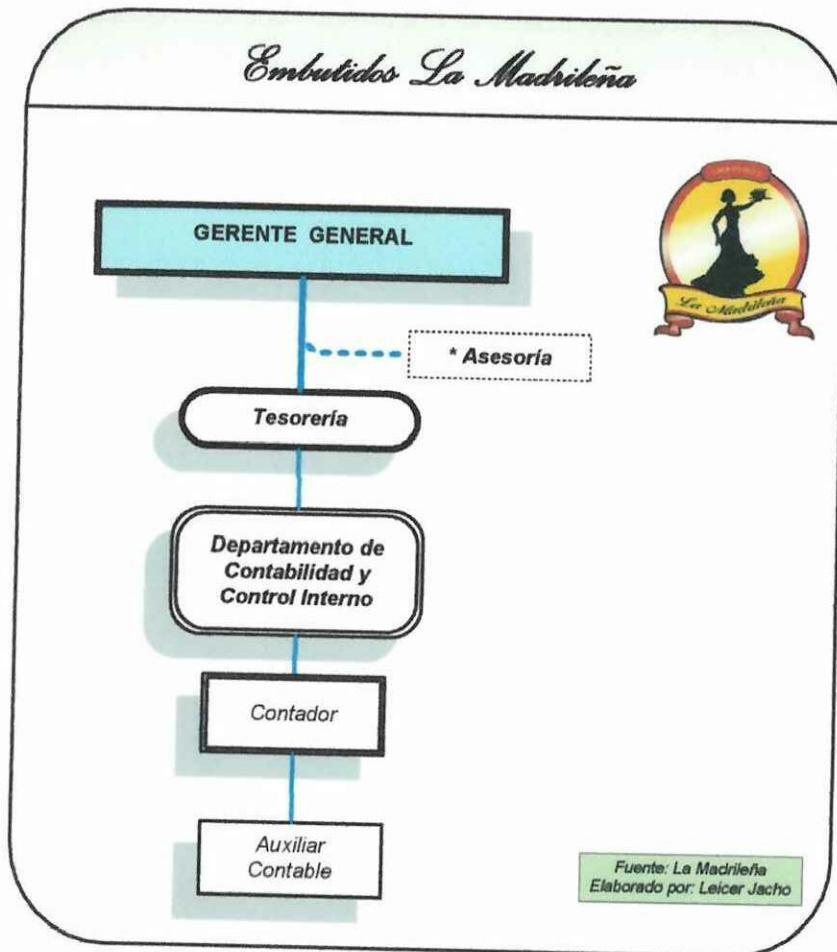 Embutidos La Madrileña
La Madrileña
GERENTE GENERAL
* Asesoría
Tesorería
Departamento de
Contabilidad y
Control Interno
Contador
Auxiliar
Contable
Fuente: La Madrileña
Elaborado por: Leicer Jacho